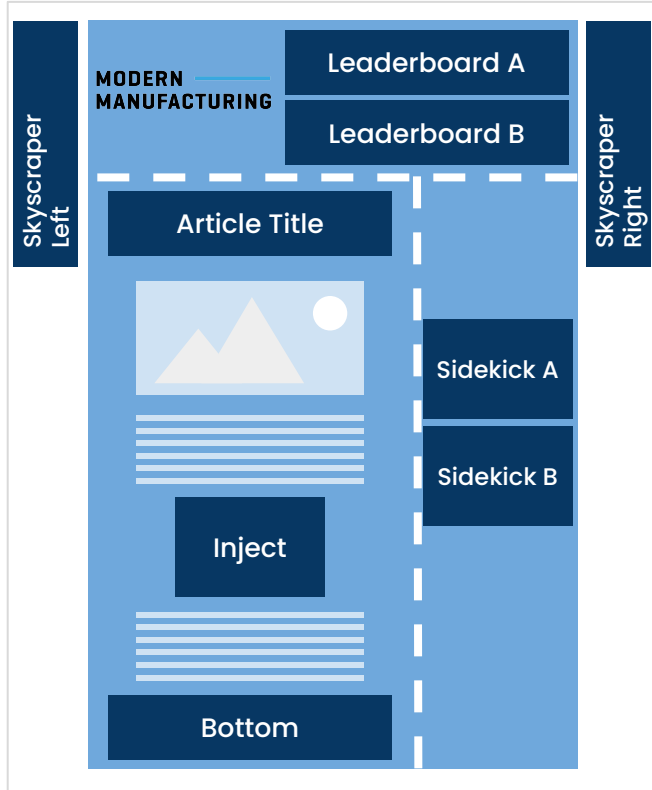 Skyscraper
Left
MODERN
MANUFACTURING
Leaderboard A
Leaderboard B
Skyscraper
Right
Article Title
Sidekick A
Sidekick B
Inject
Bottom